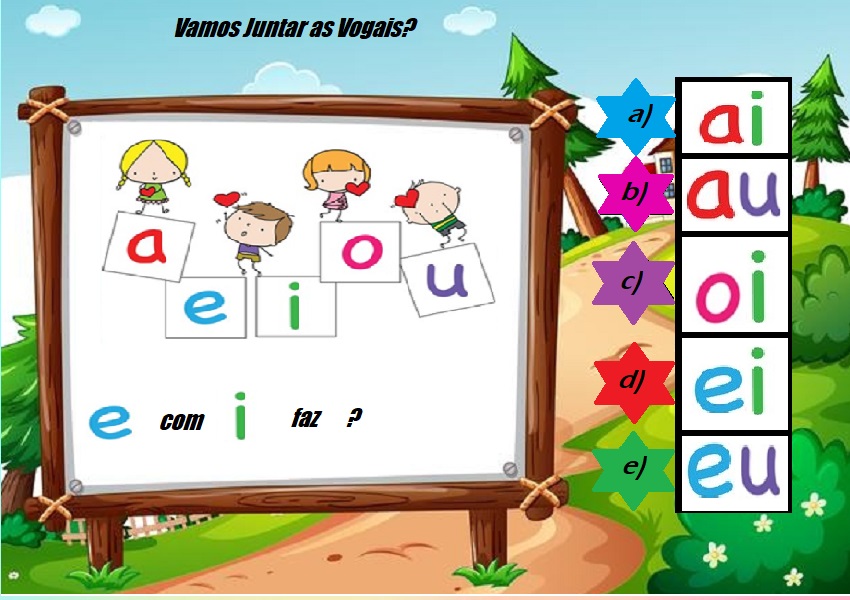 Vamos Juntar as Vogais?
a
e
i
o
u
e com i faz ?
a) ai
b) au
c) oi
d) ei
e) eu